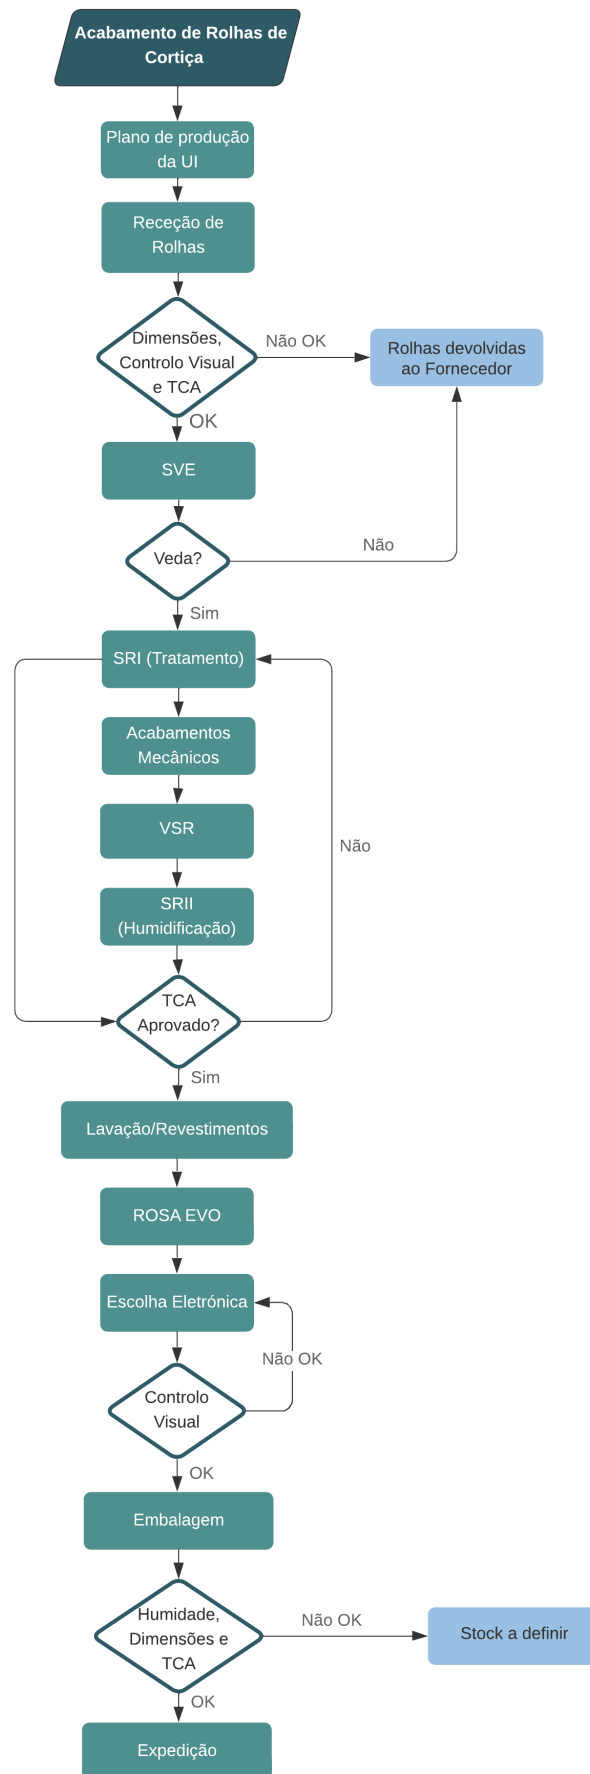 Acabamento de Rolhas de
Cortiça
Plano de produção
da UI
Receção de
Rolhas
Dimensões,
Controlo Visual
e TCA
Não OK
Rolhas devolvidas
ao Fornecedor
OK
SVE
Veda?
Não
Sim
SRI (Tratamento)
Acabamentos
Mecânicos
VSR
Não
SRII
(Humidificação)
TCA
Aprovado?
Sim
Lavação/Revestimentos
ROSA EVO
Escolha Eletrónica
Não OK
Controlo
Visual
OK
Embalagem
Humidade,
Dimensões e
TCA
Não OK
Stock a definir
OK
Expedição